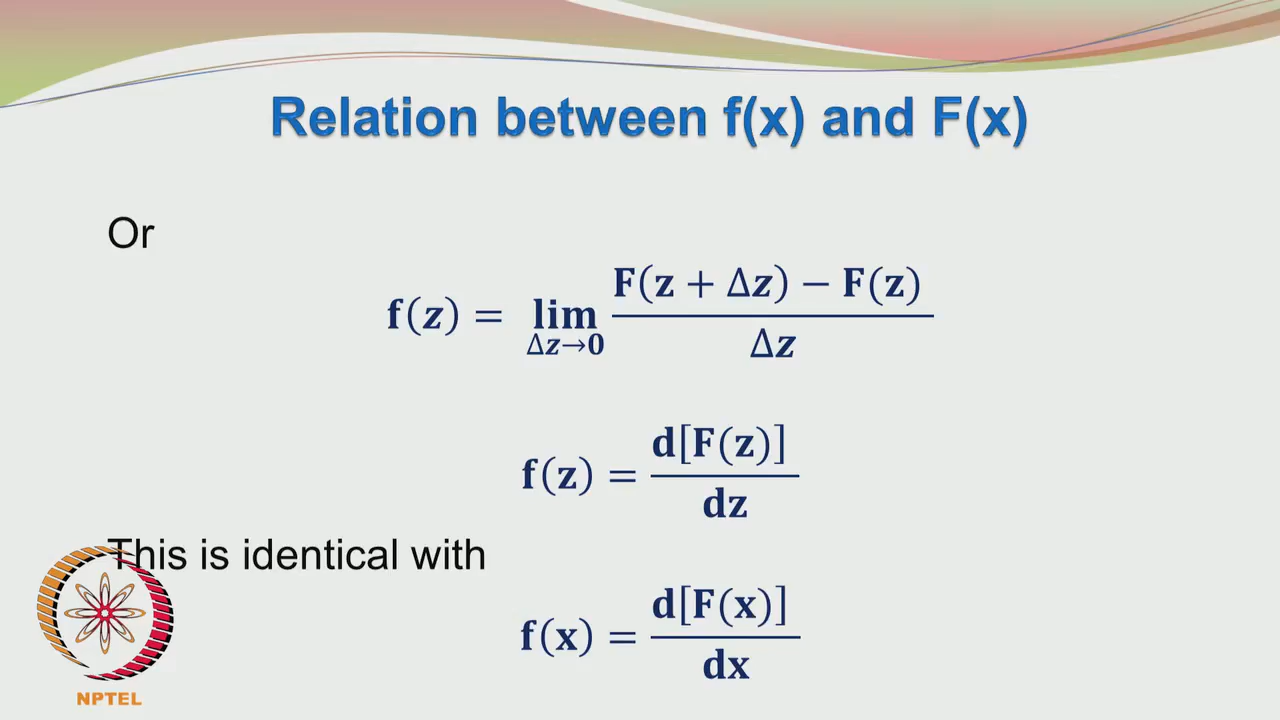 Relation between f(x) and F(x)
Or
f(z) = lim Δz→0 F(z + Δz) − F(z) / Δz
f(z) = d[F(z)] / dz
This is identical with
f(x) = d[F(x)] / dx
NPTEL